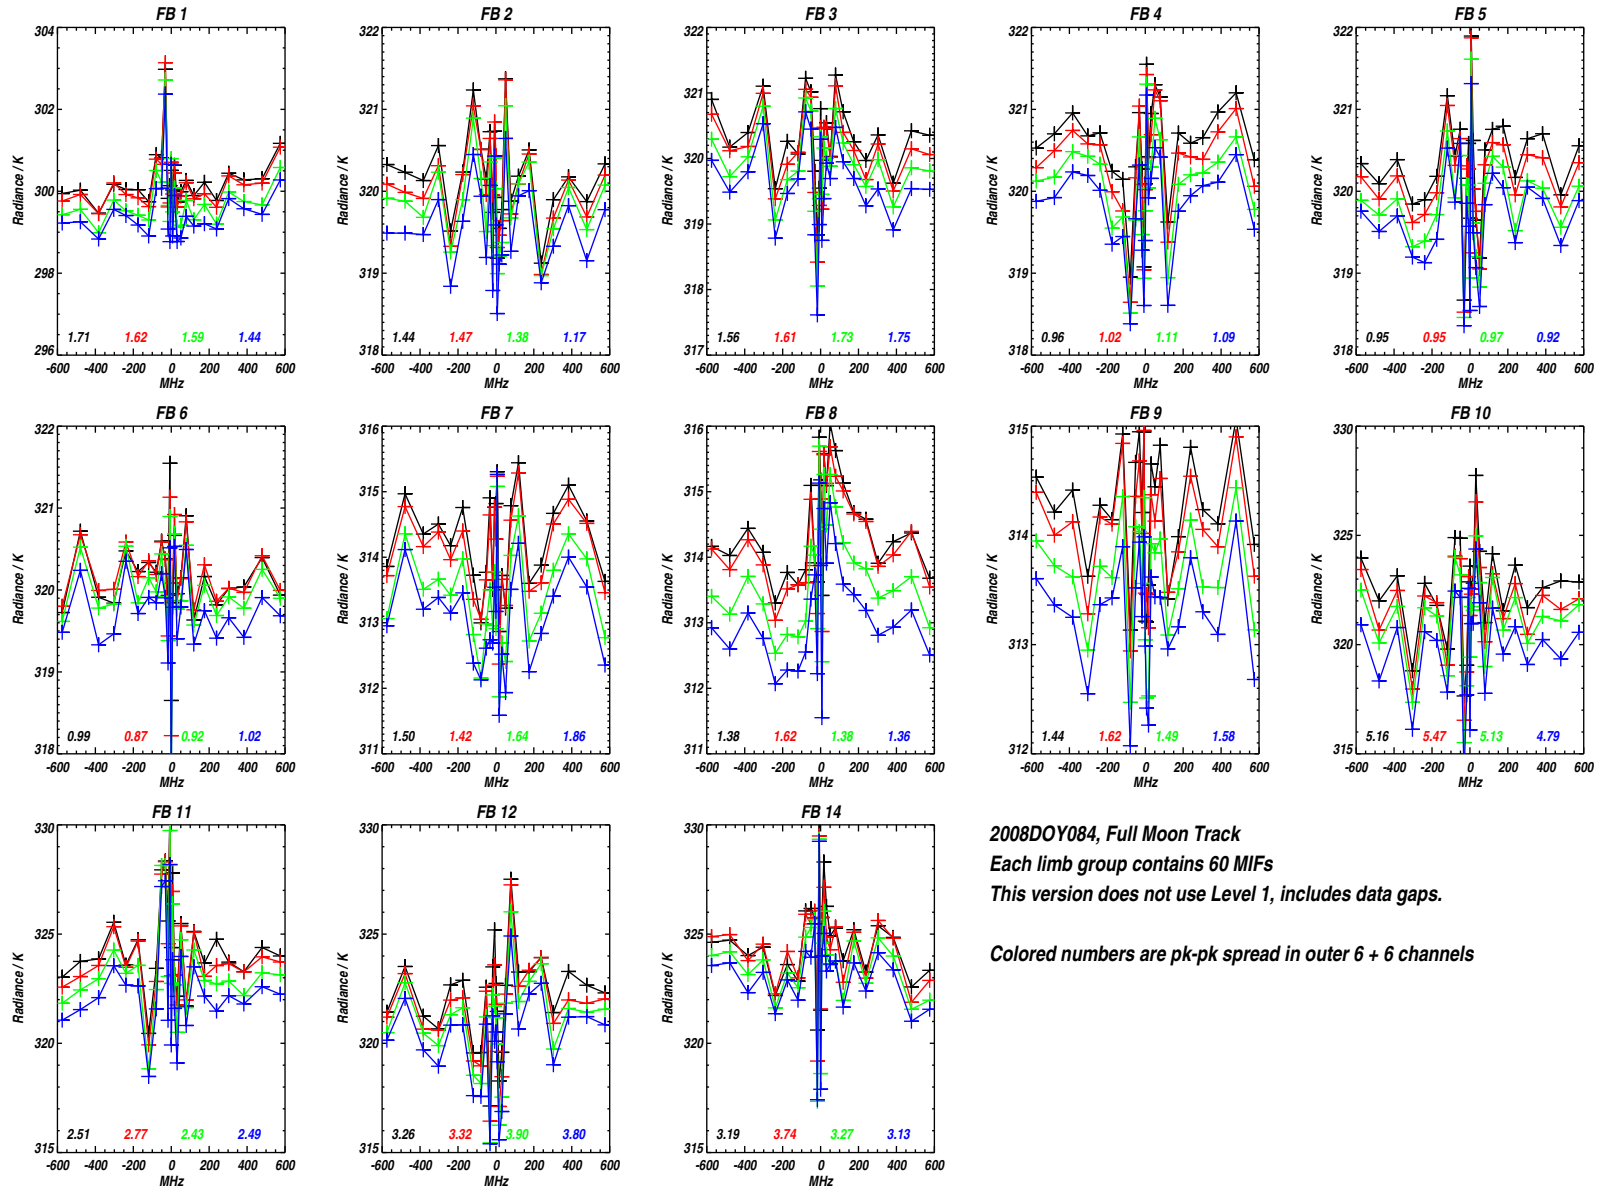 FB 1
FB 2
FB 3
FB 4
FB 5
304
302
300
298
296
Radiance / K
1.71 1.62 1.59 1.44
-600 -400 -200 0 200 400 600
MHz
322
321
320
319
318
Radiance / K
1.44 1.47 1.38 1.17
-600 -400 -200 0 200 400 600
MHz
322
321
320
319
318
317
Radiance / K
1.56 1.61 1.73 1.75
-600 -400 -200 0 200 400 600
MHz
322
321
320
319
318
Radiance / K
0.96 1.02 1.11 1.09
-600 -400 -200 0 200 400 600
MHz
322
321
320
319
318
Radiance / K
0.95 0.95 0.97 0.92
-600 -400 -200 0 200 400 600
MHz
FB 6
FB 7
FB 8
FB 9
FB 10
322
321
320
319
318
Radiance / K
0.99 0.87 0.92 1.02
-600 -400 -200 0 200 400 600
MHz
316
315
314
313
312
311
Radiance / K
1.50 1.42 1.64 1.86
-600 -400 -200 0 200 400 600
MHz
316
315
314
313
312
311
Radiance / K
1.38 1.62 1.38 1.36
-600 -400 -200 0 200 400 600
MHz
315
314
313
312
Radiance / K
1.44 1.62 1.49 1.58
-600 -400 -200 0 200 400 600
MHz
330
325
320
315
Radiance / K
5.16 5.47 5.13 4.79
-600 -400 -200 0 200 400 600
MHz
FB 11
FB 12
FB 14
330
325
320
315
Radiance / K
2.51 2.77 2.43 2.49
-600 -400 -200 0 200 400 600
MHz
330
325
320
315
Radiance / K
3.26 3.32 3.90 3.80
-600 -400 -200 0 200 400 600
MHz
330
325
320
315
Radiance / K
3.19 3.74 3.27 3.13
-600 -400 -200 0 200 400 600
MHz
2008DOY084, Full Moon Track
Each limb group contains 60 MIFs
This version does not use Level 1, includes data gaps.
Colored numbers are pk-pk spread in outer 6 + 6 channels